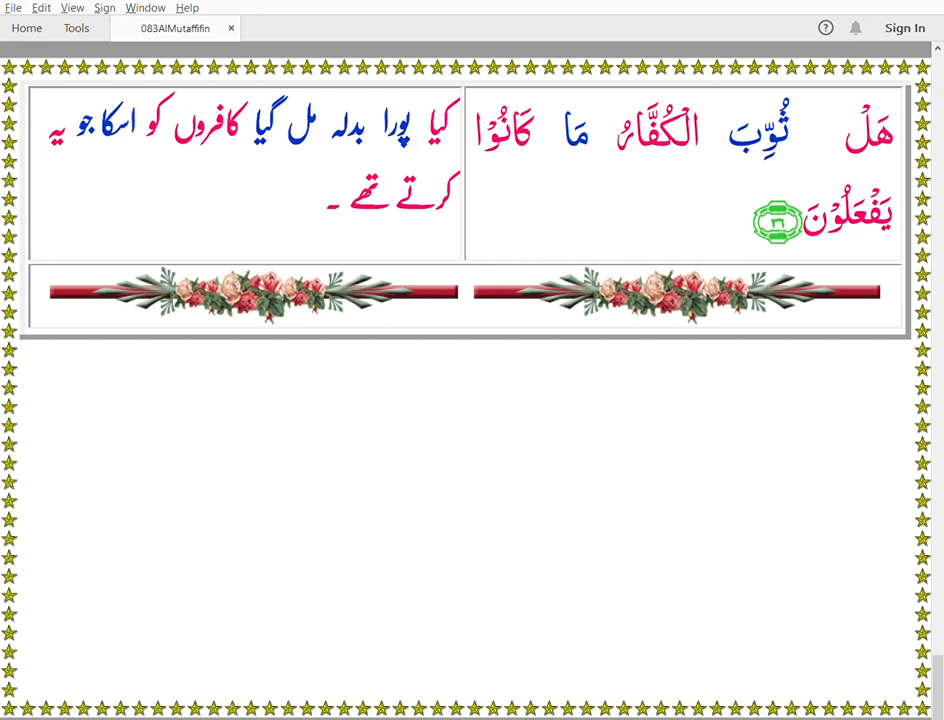 File Edit View Sign Window Help
Home Tools 083AlMutaffifin × ? Sign In
هَلْ ثُوِّبَ الْكُفَّارُ مَا كَانُوْا
يَفْعَلُوْنَ ٣٦
کیا پورا بدلہ مل گیا کافروں کو اسکا جو یہ
کرتے تھے ۔